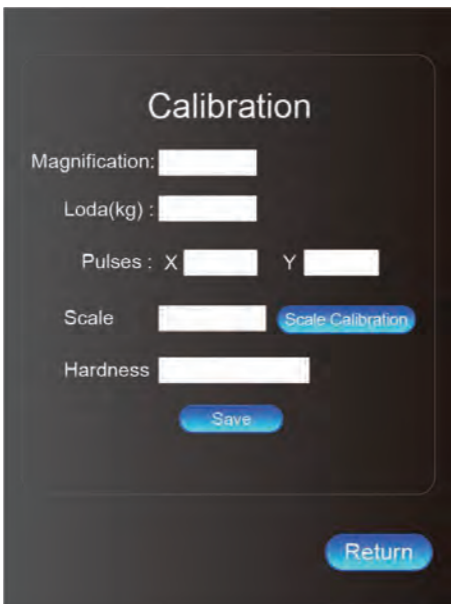 Calibration
Magnification:
Loda(kg) :
Pulses : X Y
Scale Scale Calibration
Hardness
Save
Return